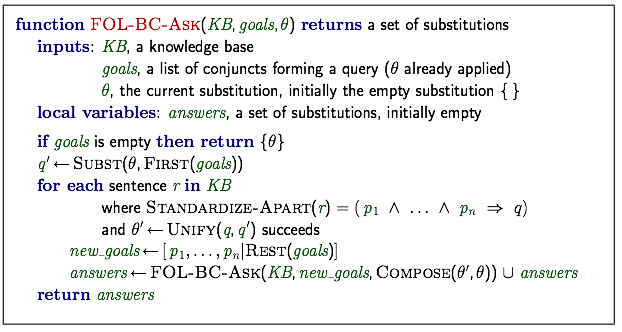 function FOL-BC-ASK(KB, goals, θ) returns a set of substitutions
inputs: KB, a knowledge base
goals, a list of conjuncts forming a query (θ already applied)
θ, the current substitution, initially the empty substitution { }
local variables: answers, a set of substitutions, initially empty
if goals is empty then return {θ}
q′ ← SUBST(θ, FIRST(goals))
for each sentence r in KB
where STANDARDIZE-APART(r) = ( p₁ ∧ … ∧ pₙ ⇒ q)
and θ′ ← UNIFY(q, q′) succeeds
new_goals ← [ p₁, … , pₙ|REST(goals)]
answers ← FOL-BC-ASK(KB, new_goals, COMPOSE(θ′, θ)) ∪ answers
return answers